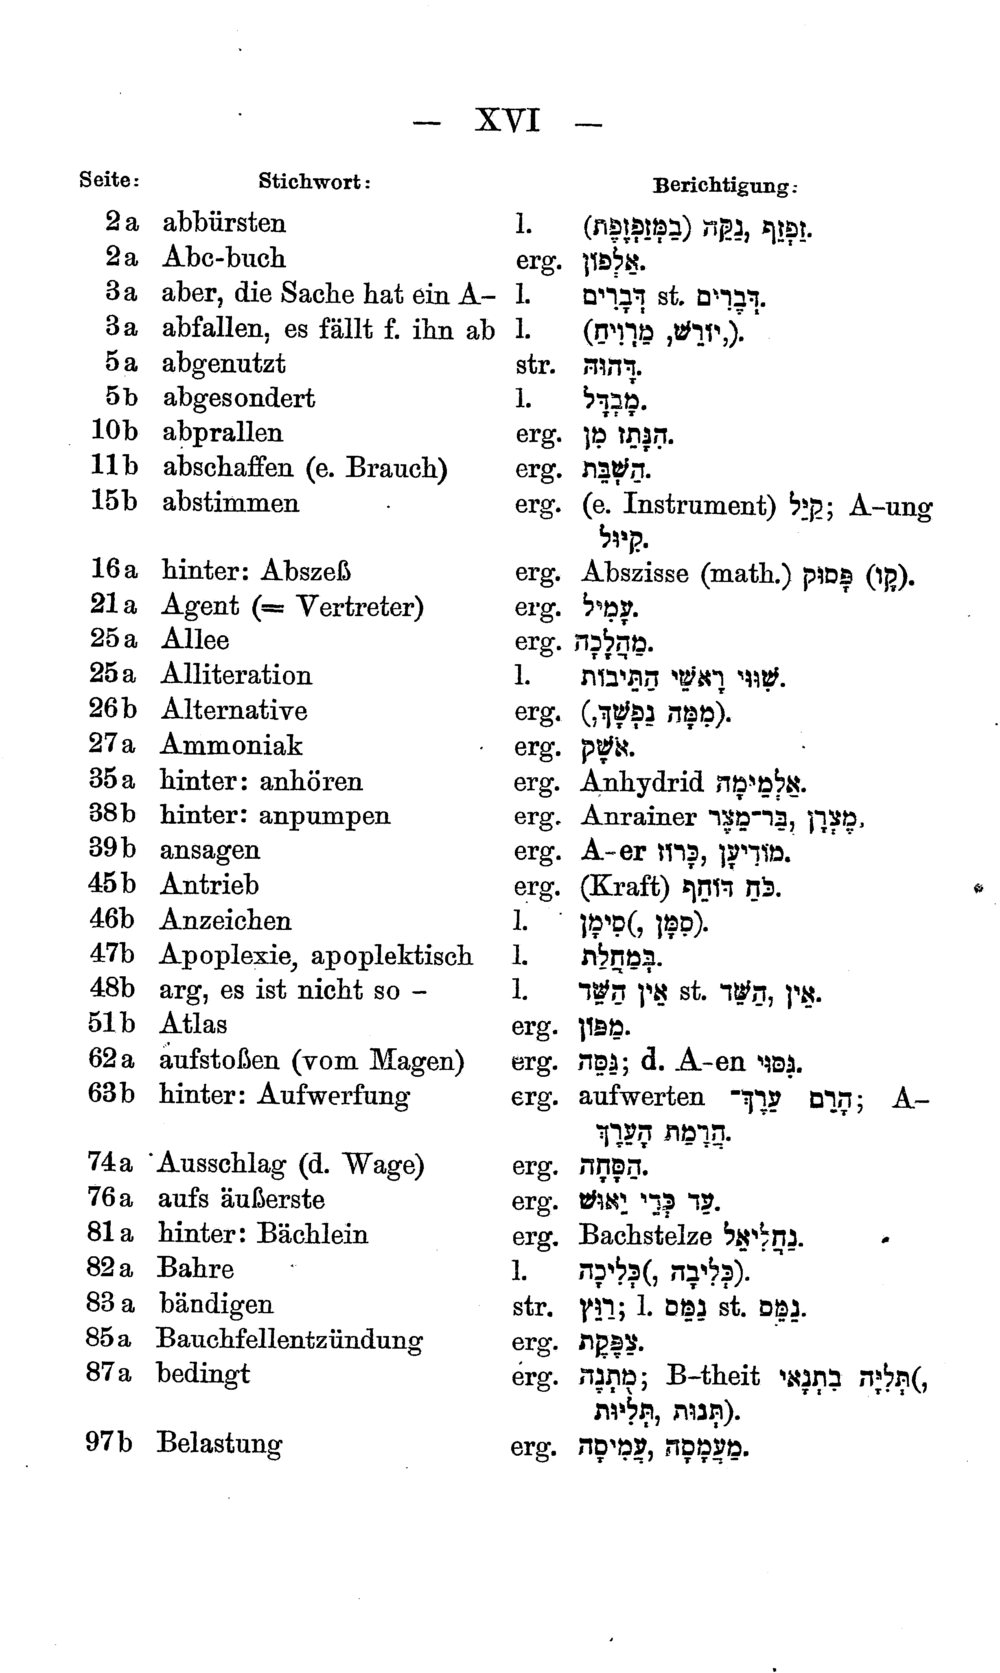 — XVI —
Seite: Stichwort: Berichtigung:
2a abbürsten l. זִפְזֵף, נִקָּה (בְּמְזַפְזֶפֶת).
2a Abc-buch erg. אַלְפוֹן.
3a aber, die Sache hat ein A- l. דְּבָרִים st. דְּבָרִים.
3a abfallen, es fällt f. ihn ab l. (,יוֹרֵשׁ, מַרְוִיחַ).
5a abgenutzt str. דָּהוּהּ.
5b abgesondert l. מֻבְדָּל.
10b abprallen erg. הִנָּתֵז מִן.
11b abschaffen (e. Brauch) erg. הַשְׁבֵּת.
15b abstimmen erg. (e. Instrument) קַיֵּל; A-ung
קִיּוּל.
16a hinter: Abszeß erg. Abszisse (math.) (קַו) פָּסוּק.
21a Agent (= Vertreter) erg. עָמִיל.
25a Allee erg. מַהֲלָכָה.
25a Alliteration l. שִׁוּוּי רָאשֵׁי הַתֵּיבוֹת.
26b Alternative erg. (,מִמָּה נַפְשָׁךְ).
27a Ammoniak erg. אֹשָׁק.
35a hinter: anhören erg. Anhydrid אַלְמֵימָה.
38b hinter: anpumpen erg. Anrainer מֶצְרָן, בַּר־מֵצֶר,
39b ansagen erg. A-er מוֹדִיעָן, כָּרוֹז.
45b Antrieb erg. (Kraft) כֹּחַ דּוֹחֵף.
46b Anzeichen l. סִימָן (, סִמָּן).
47b Apoplexie, apoplektisch l. בְּמַחֲלַת.
48b arg, es ist nicht so – l. אֵין הַשֵּׁד st. אֵין, הַשֵּׁד.
51b Atlas erg. מַפּוֹן.
62a aufstoßen (vom Magen) erg. גַּסֵּה; d. A-en גִּסּוּי.
63b hinter: Aufwerfung erg. aufwerten הָרֵם עֵרֶךְ־; A-
הֲרָמַת הָעֵרֶךְ.
74a Ausschlag (d. Wage) erg. הַסָּחָה.
76a aufs äußerste erg. עַד כְּדֵי יֵאוּשׁ.
81a hinter: Bächlein erg. Bachstelze נַחֲלִיאֵל.
82a Bahre l. כְּלִיכָה (, כְּלִיבָה).
83a bändigen str. רוֹץ; l. נַמֵּס st. נַמֵּס.
85a Bauchfellentzündung erg. צַפֶּקֶת.
87a bedingt erg. מֻתְנֶה; B-theit תְּלִיָּה בִתְנָאִי (,
תְּנוּת, תְּלִיוּת).
97b Belastung erg. מַעֲמָסָה, עֲמִיסָה.